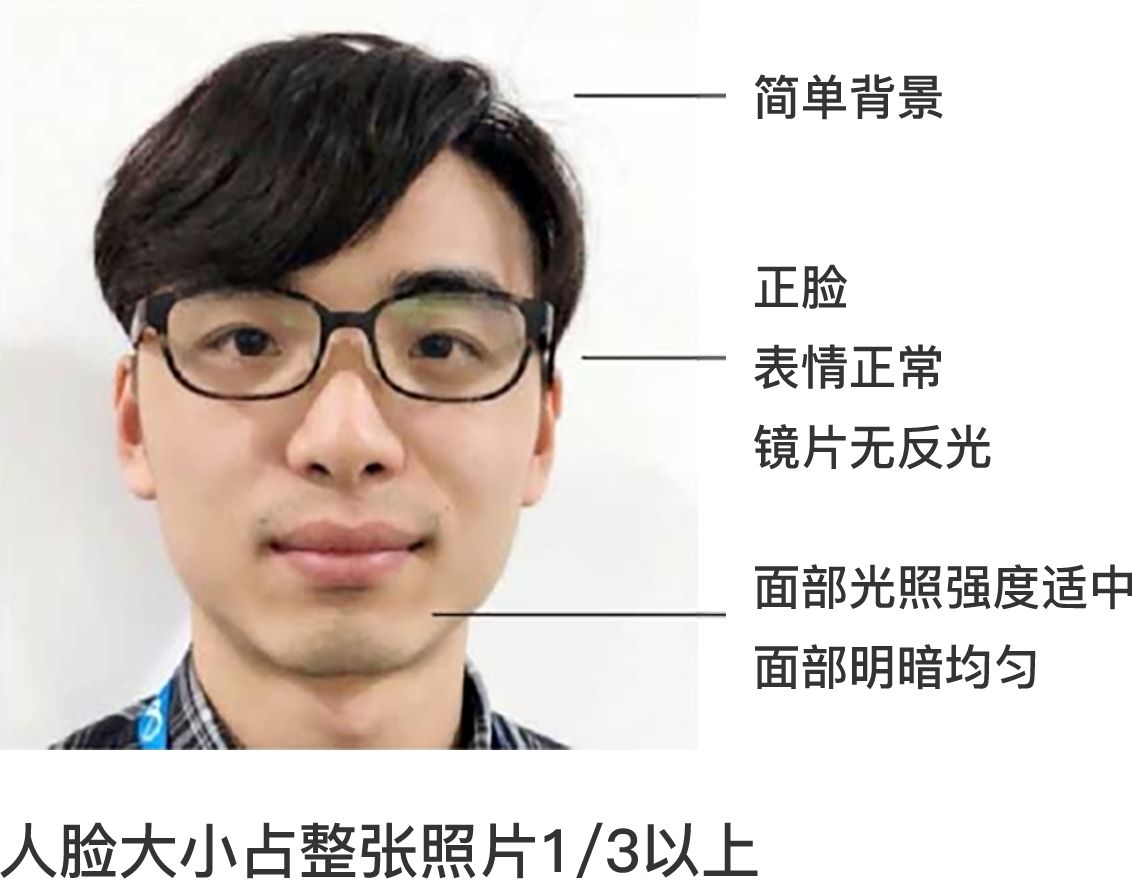 简单背景
正脸
表情正常
镜片无反光
面部光照强度适中
面部明暗均匀
人脸大小占整张照片1/3以上